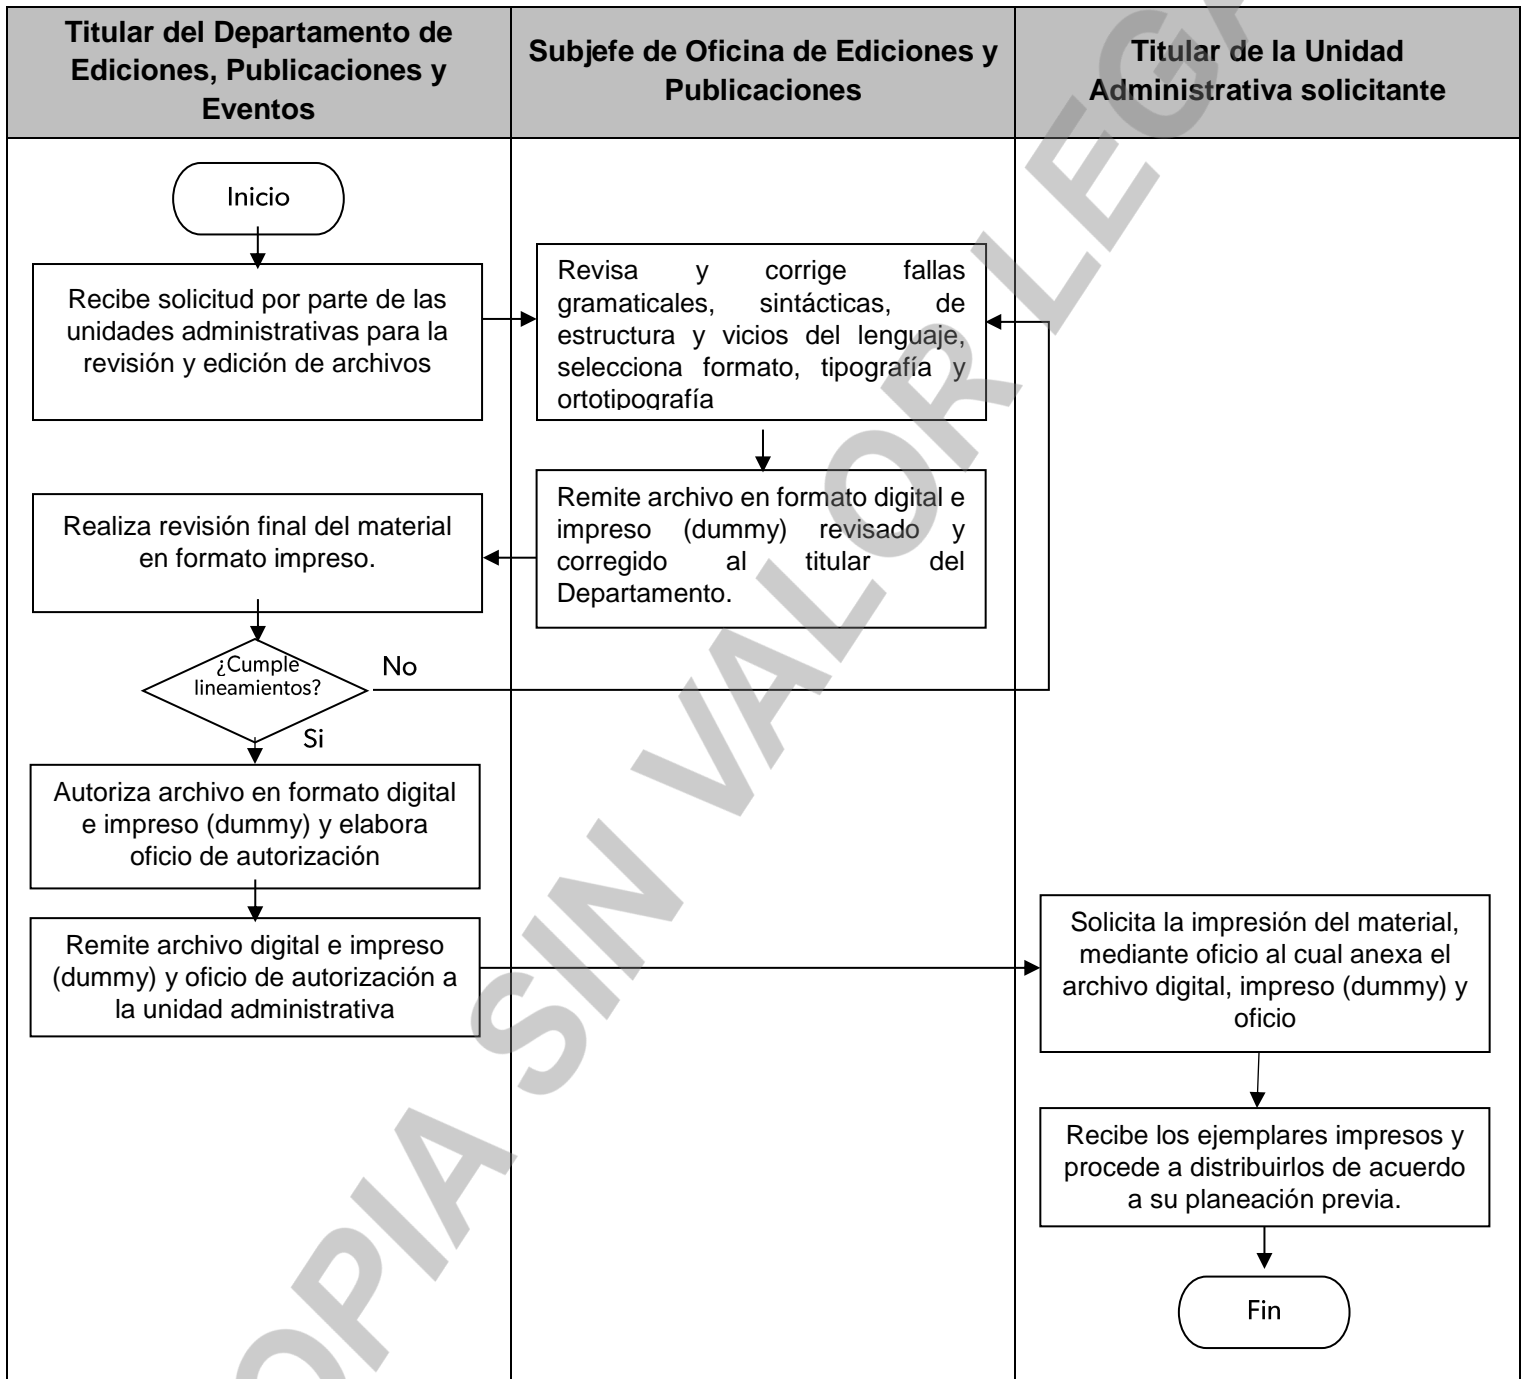 Titular del Departamento de
Ediciones, Publicaciones y
Eventos
Subjefe de Oficina de Ediciones y
Publicaciones
Titular de la Unidad
Administrativa solicitante
Inicio
Recibe solicitud por parte de las
unidades administrativas para la
revisión y edición de archivos
Revisa y corrige fallas
gramaticales, sintácticas, de
estructura y vicios del lenguaje,
selecciona formato, tipografía y
ortotipografía
Remite archivo en formato digital e
impreso (dummy) revisado y
corregido al titular del
Departamento.
Realiza revisión final del material
en formato impreso.
¿Cumple
lineamientos?
No
Si
Autoriza archivo en formato digital
e impreso (dummy) y elabora
oficio de autorización
Remite archivo digital e impreso
(dummy) y oficio de autorización a
la unidad administrativa
Solicita la impresión del material,
mediante oficio al cual anexa el
archivo digital, impreso (dummy) y
oficio
Recibe los ejemplares impresos y
procede a distribuirlos de acuerdo
a su planeación previa.
Fin
OPIA SIN VALOR LEGA